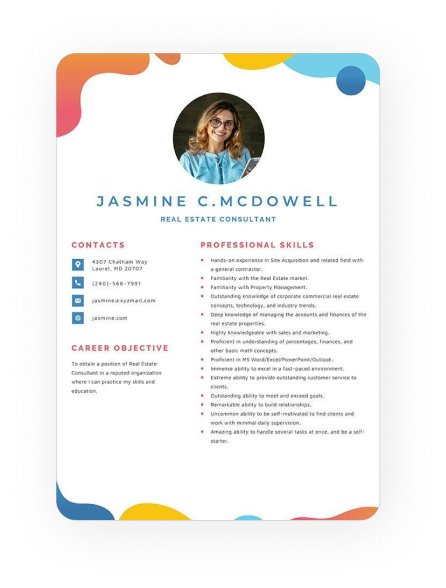 JASMINE C.MCDOWELL
REAL ESTATE CONSULTANT
CONTACTS
4307 Chatham Way
Laurel, MD 20707
(240)-568-7991
jasmine@xyzmail.com
jasmine.com
CAREER OBJECTIVE
To obtain a position of Real Estate
Consultant in a reputed organization
where I can practice my skills and
education.
PROFESSIONAL SKILLS
Hands-on experience in Site Acquisition and related field with
a general contractor.
Familiarity with the Real Estate market.
Familiarity with Property Management.
Outstanding knowledge of corporate commercial real estate
concepts, technology, and industry trends.
Deep knowledge of managing the accounts and finances of the
real estate properties.
Highly knowledgeable with sales and marketing.
Proficient in understanding of percentages, finances, and
other basic math concepts.
Proficient in MS Word/Excel/PowerPoint/Outlook.
Immense ability to excel in a fast-paced environment.
Extreme ability to provide outstanding customer service to
clients.
Outstanding ability to meet and exceed goals.
Remarkable ability to build relationships.
Uncommon ability to be self-motivated to find clients and
work with minimal daily supervision.
Amazing ability to handle several tasks at once, and be a self-
starter.